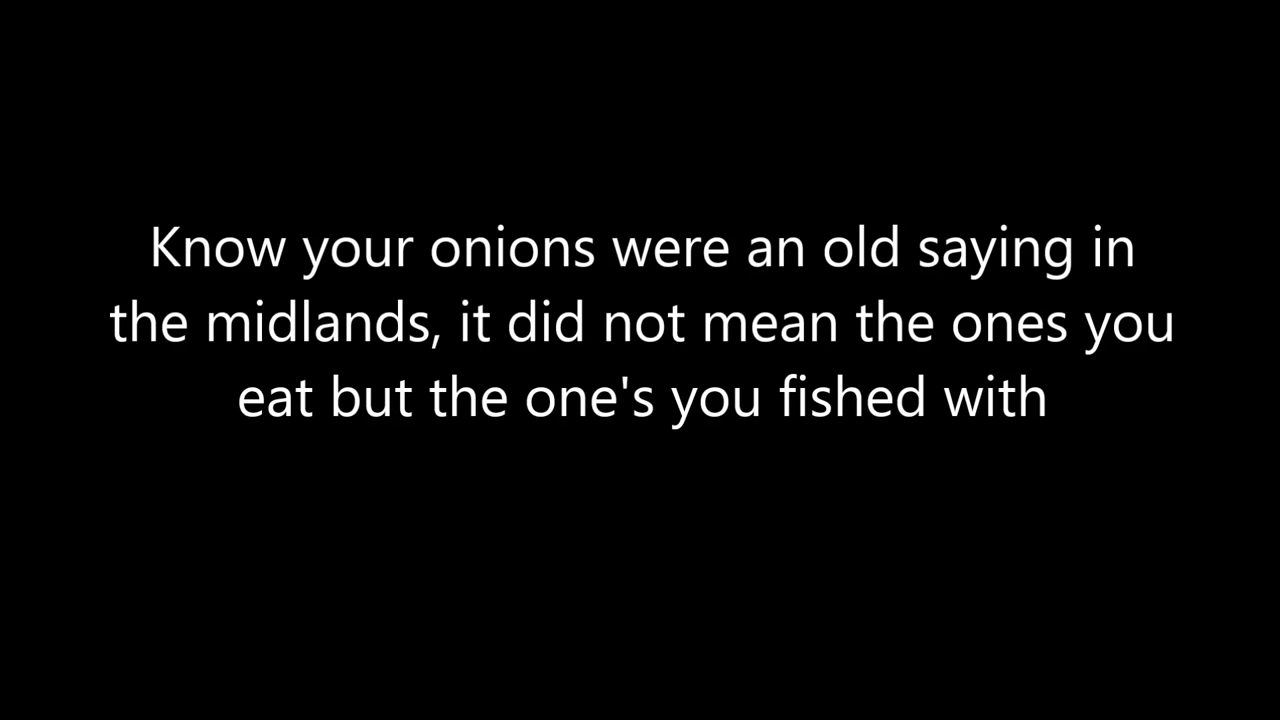 Know your onions were an old saying in
the midlands, it did not mean the ones you
eat but the one's you fished with